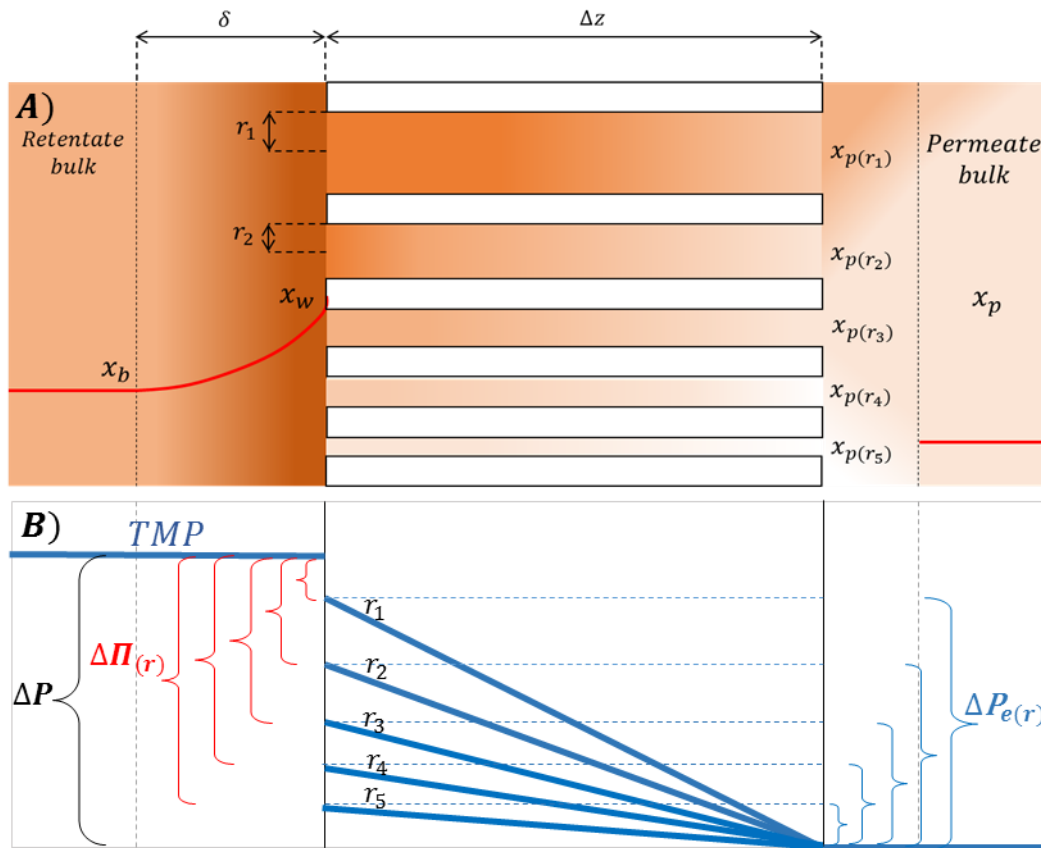 δ
Δz
A)
Retentate
bulk
r₁
r₂
x_w
x_b
x_p(r₁)
x_p(r₂)
x_p(r₃)
x_p(r₄)
x_p(r₅)
Permeate
bulk
x_p
B)
TMP
ΔΠ(r)
ΔP
r₁
r₂
r₃
r₄
r₅
ΔP_e(r)